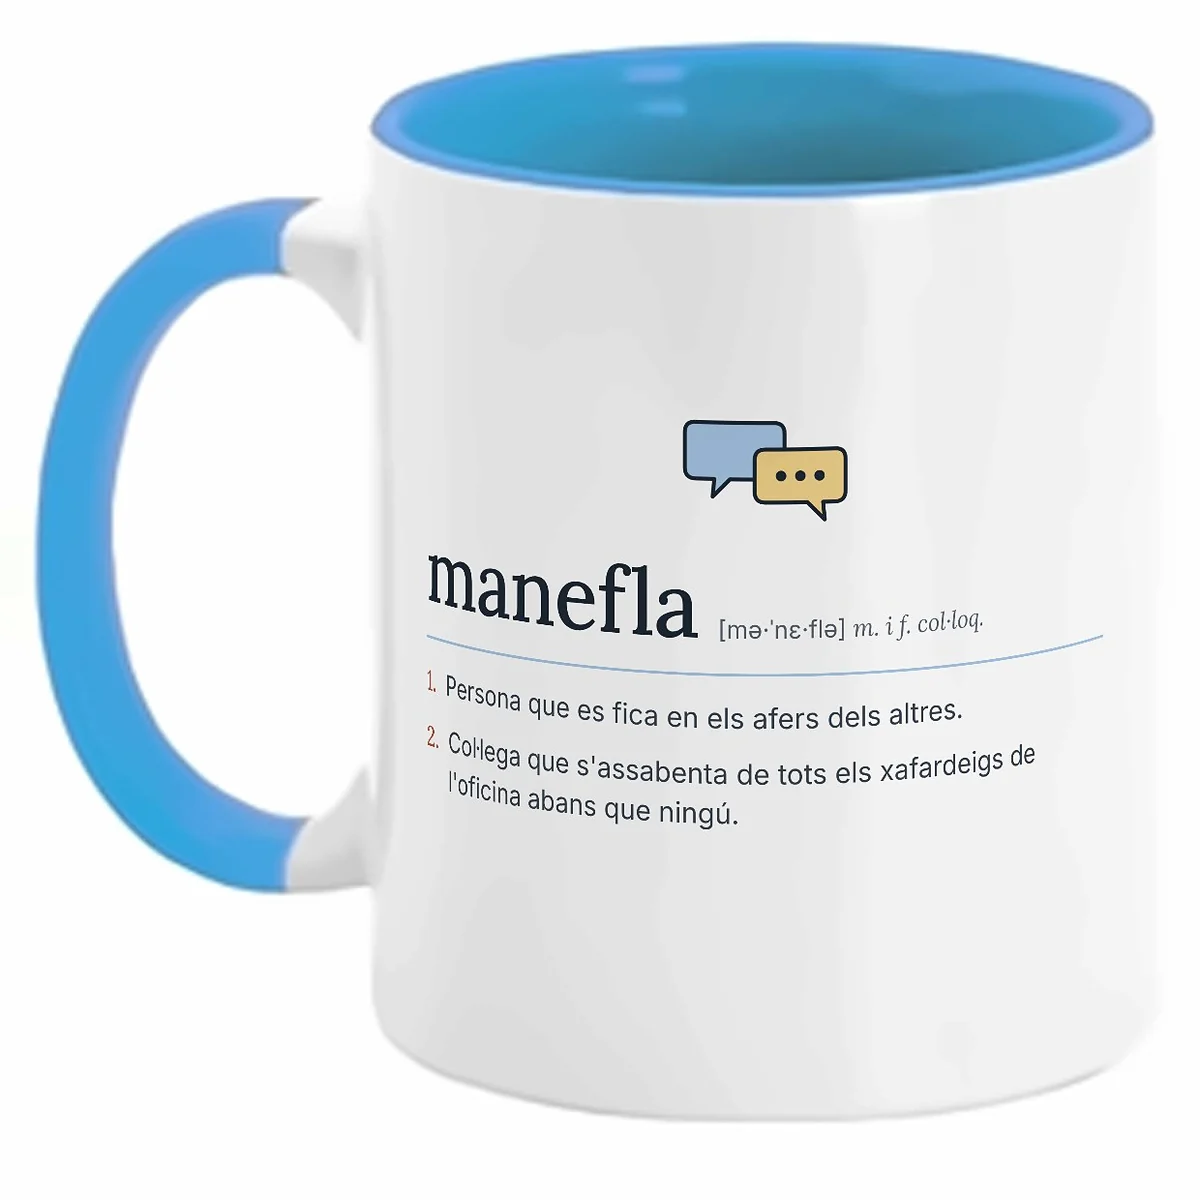 manefla [mə·ˈnɛ·flə] m. i f. col·loq.
1. Persona que es fica en els afers dels altres.
2. Col·lega que s'assabenta de tots els xafardeigs de
l'oficina abans que ningú.